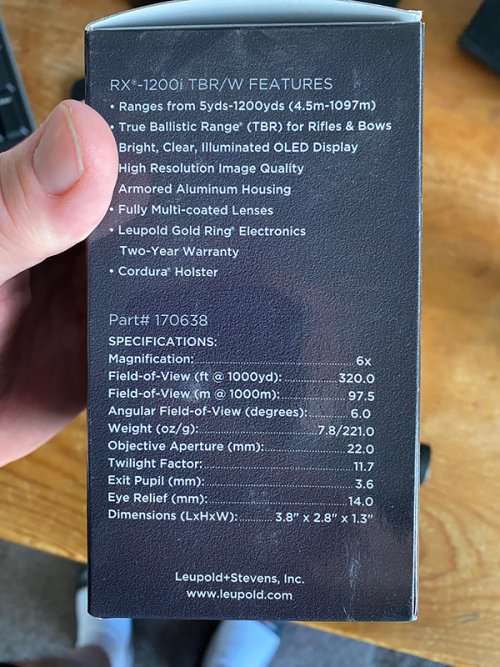 RX®-1200i TBR/W FEATURES
• Ranges from 5yds-1200yds (4.5m-1097m)
• True Ballistic Range® (TBR) for Rifles & Bows
Bright, Clear, Illuminated OLED Display
High Resolution Image Quality
Armored Aluminum Housing
• Fully Multi-coated Lenses
• Leupold Gold Ring® Electronics
Two-Year Warranty
• Cordura® Holster
Part# 170638
SPECIFICATIONS:
Magnification: 6x
Field-of-View (ft @ 1000yd): 320.0
Field-of-View (m @ 1000m): 97.5
Angular Field-of-View (degrees): 6.0
Weight (oz/g): 7.8/221.0
Objective Aperture (mm): 22.0
Twilight Factor: 11.7
Exit Pupil (mm): 3.6
Eye Relief (mm): 14.0
Dimensions (LxHxW): 3.8" x 2.8" x 1.3"
Leupold+Stevens, Inc.
www.leupold.com